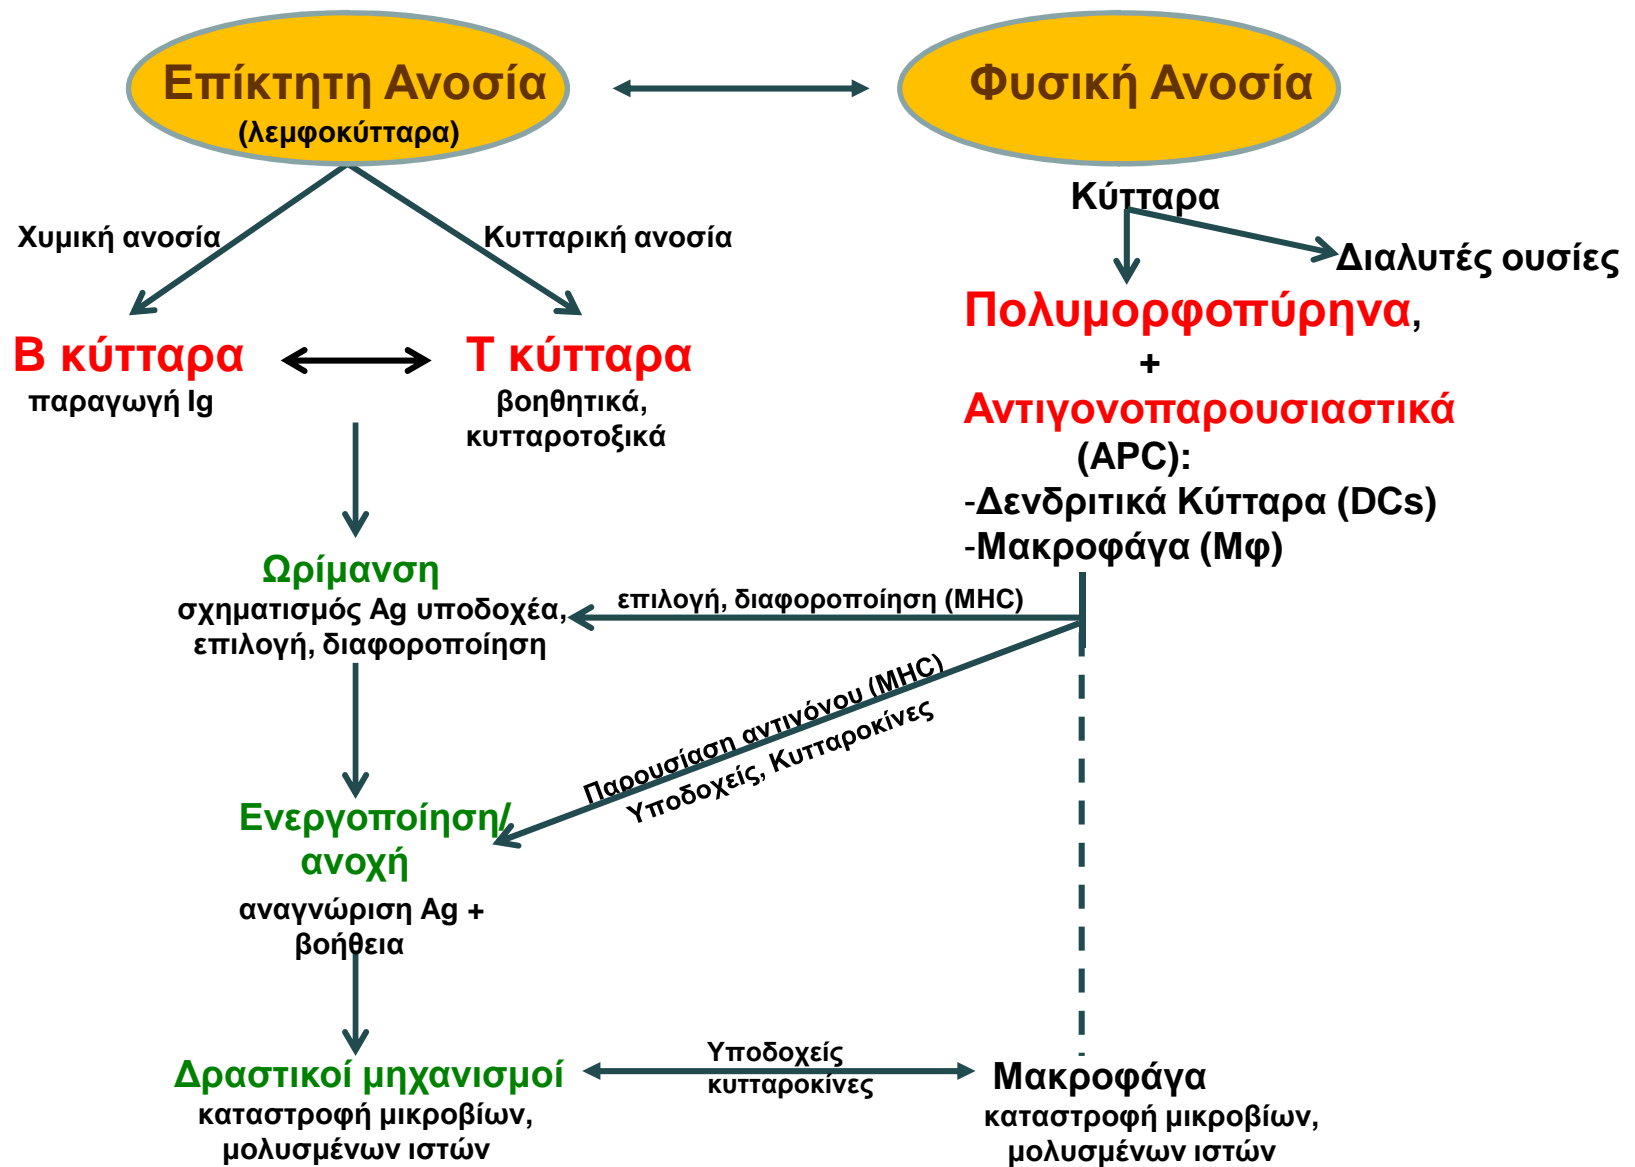 Επίκτητη Ανοσία
(λεμφοκύτταρα)
Φυσική Ανοσία
Κύτταρα
Χυμική ανοσία
Κυτταρική ανοσία
Διαλυτές ουσίες
Β κύτταρα
παραγωγή Ig
Τ κύτταρα
βοηθητικά,
κυτταροτοξικά
Πολυμορφοπύρηνα,
+
Αντιγονοπαρουσιαστικά
(APC):
-Δενδριτικά Κύτταρα (DCs)
-Μακροφάγα (Μφ)
Ωρίμανση
σχηματισμός Ag υποδοχέα,
επιλογή, διαφοροποίηση
επιλογή, διαφοροποίηση (MHC)
Παρουσίαση αντιγόνου (MHC)
Υποδοχείς, Κυτταροκίνες
Ενεργοποίηση/
ανοχή
αναγνώριση Ag +
βοήθεια
Δραστικοί μηχανισμοί
καταστροφή μικροβίων,
μολυσμένων ιστών
Υποδοχείς
κυτταροκίνες
Μακροφάγα
καταστροφή μικροβίων,
μολυσμένων ιστών